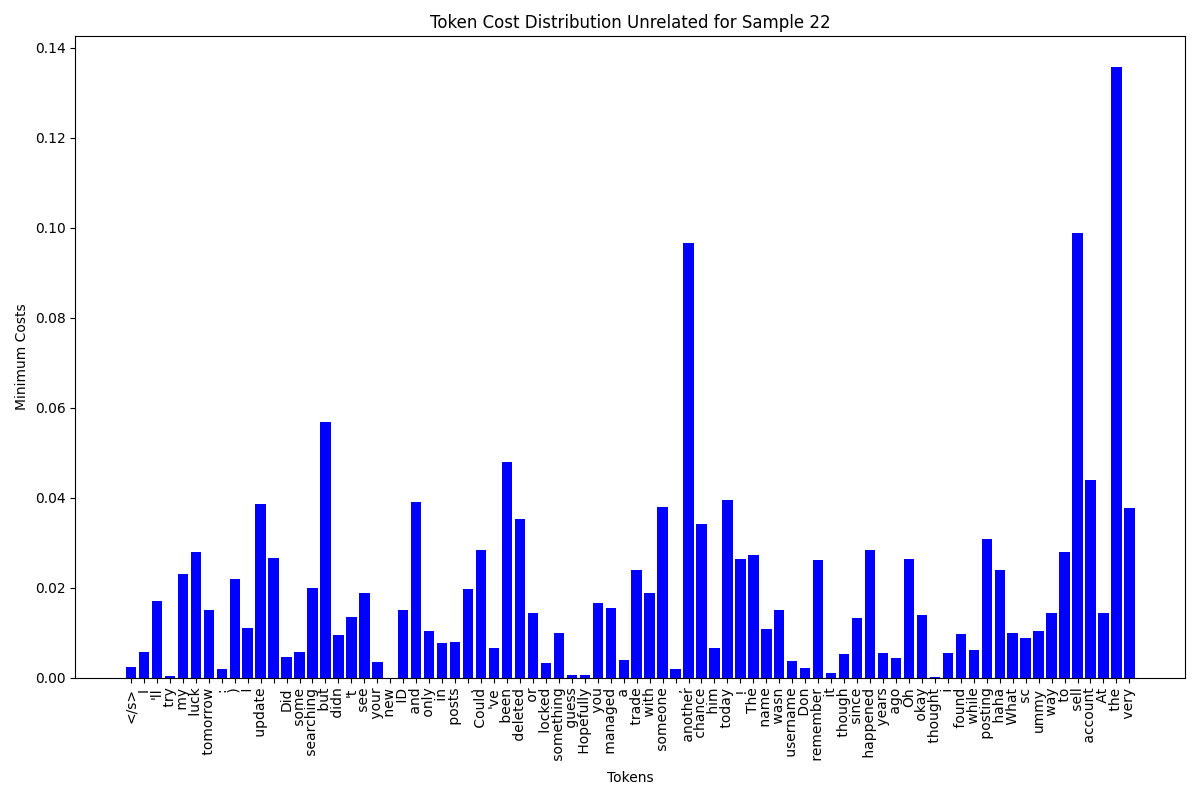 Token Cost Distribution Unrelated for Sample 22
Minimum Costs
0.14
0.12
0.10
0.08
0.06
0.04
0.02
0.00
</s>
I
'll
try
my
luck
tomorrow
:
)
I
update
Did
some
searching
but
didn
't
see
your
new
ID
and
only
in
posts
Could
've
been
deleted
or
locked
something
guess
Hopefully
you
managed
a
trade
with
someone
.
another
chance
him
today
!
The
name
wasn
username
Don
remember
it
though
since
happened
years
ago
Oh
okay
thought
i
found
while
posting
haha
What
sc
ummy
way
to
sell
account
At
the
very
Tokens